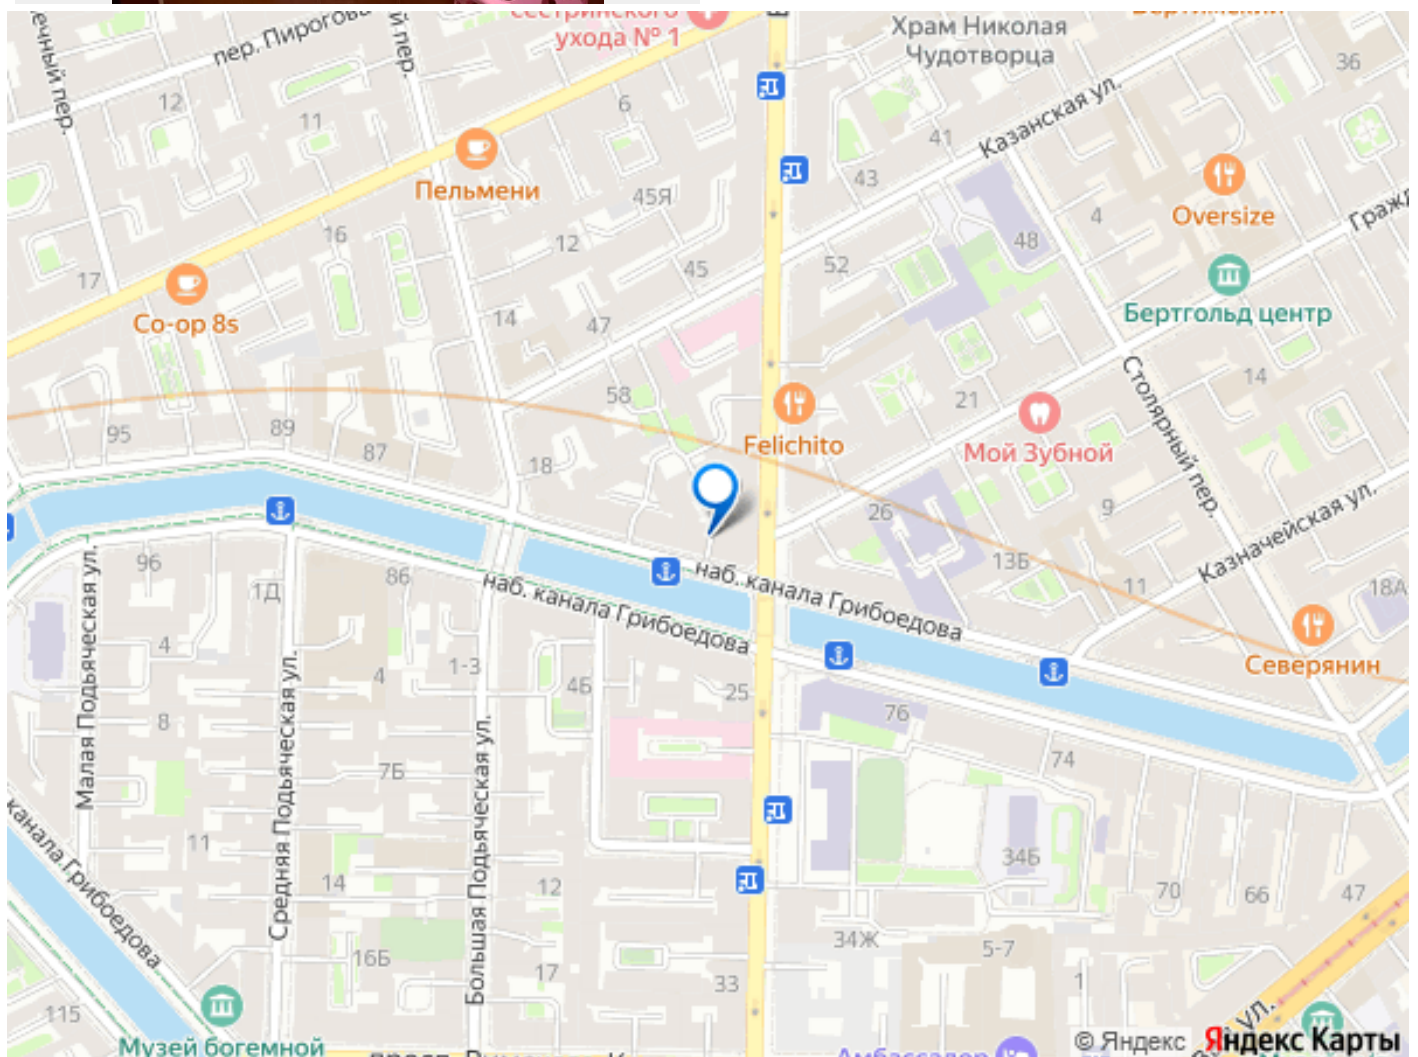 ухода № 1
Храм Николая
Чудотворца
пер. Пирогова
пер.
36
12
11
6
41
Казанская ул.
Пельмени
45Я
43
4
Oversize
Гражд
16
12
48
17
45
52
Бертгольд центр
Co-op 8s
14
47
58
21
14
Столярный пер.
95
89
87
18
Felichito
Мой Зубной
26
9
Казначейская ул.
96
1Д
86
наб. канала Грибоедова
наб. канала Грибоедова
13Б
11
18А
Малая Подьяческая ул.
4
4
1-3
4Б
25
Северянин
8
76
74
7Б
Средняя Подьяческая ул.
Большая Подьяческая ул.
канала Грибоедова
11
14
12
34Б
70
66
47
16Б
34Ж
5-7
17
33
1
115
Музей богемной
ул.
© Яндекс Яндекс Карты